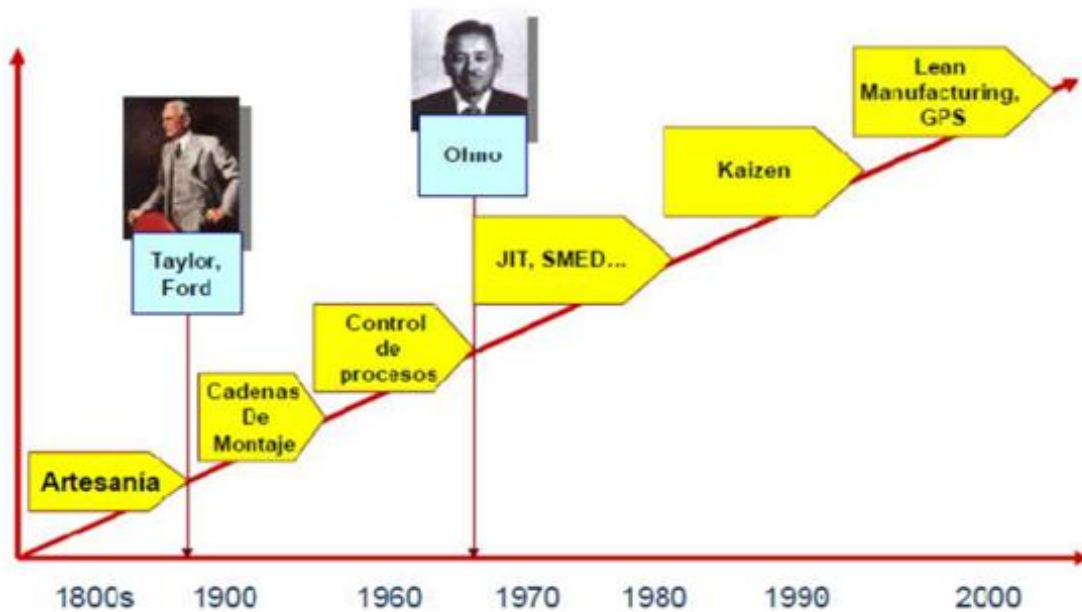 Lean
Manufacturing,
GPS
Kaizen
Ohno
JIT, SMED...
Taylor,
Ford
Control
de
procesos
Cadenas
De
Montaje
Artesanía
1800s 1900 1960 1970 1980 1990 2000